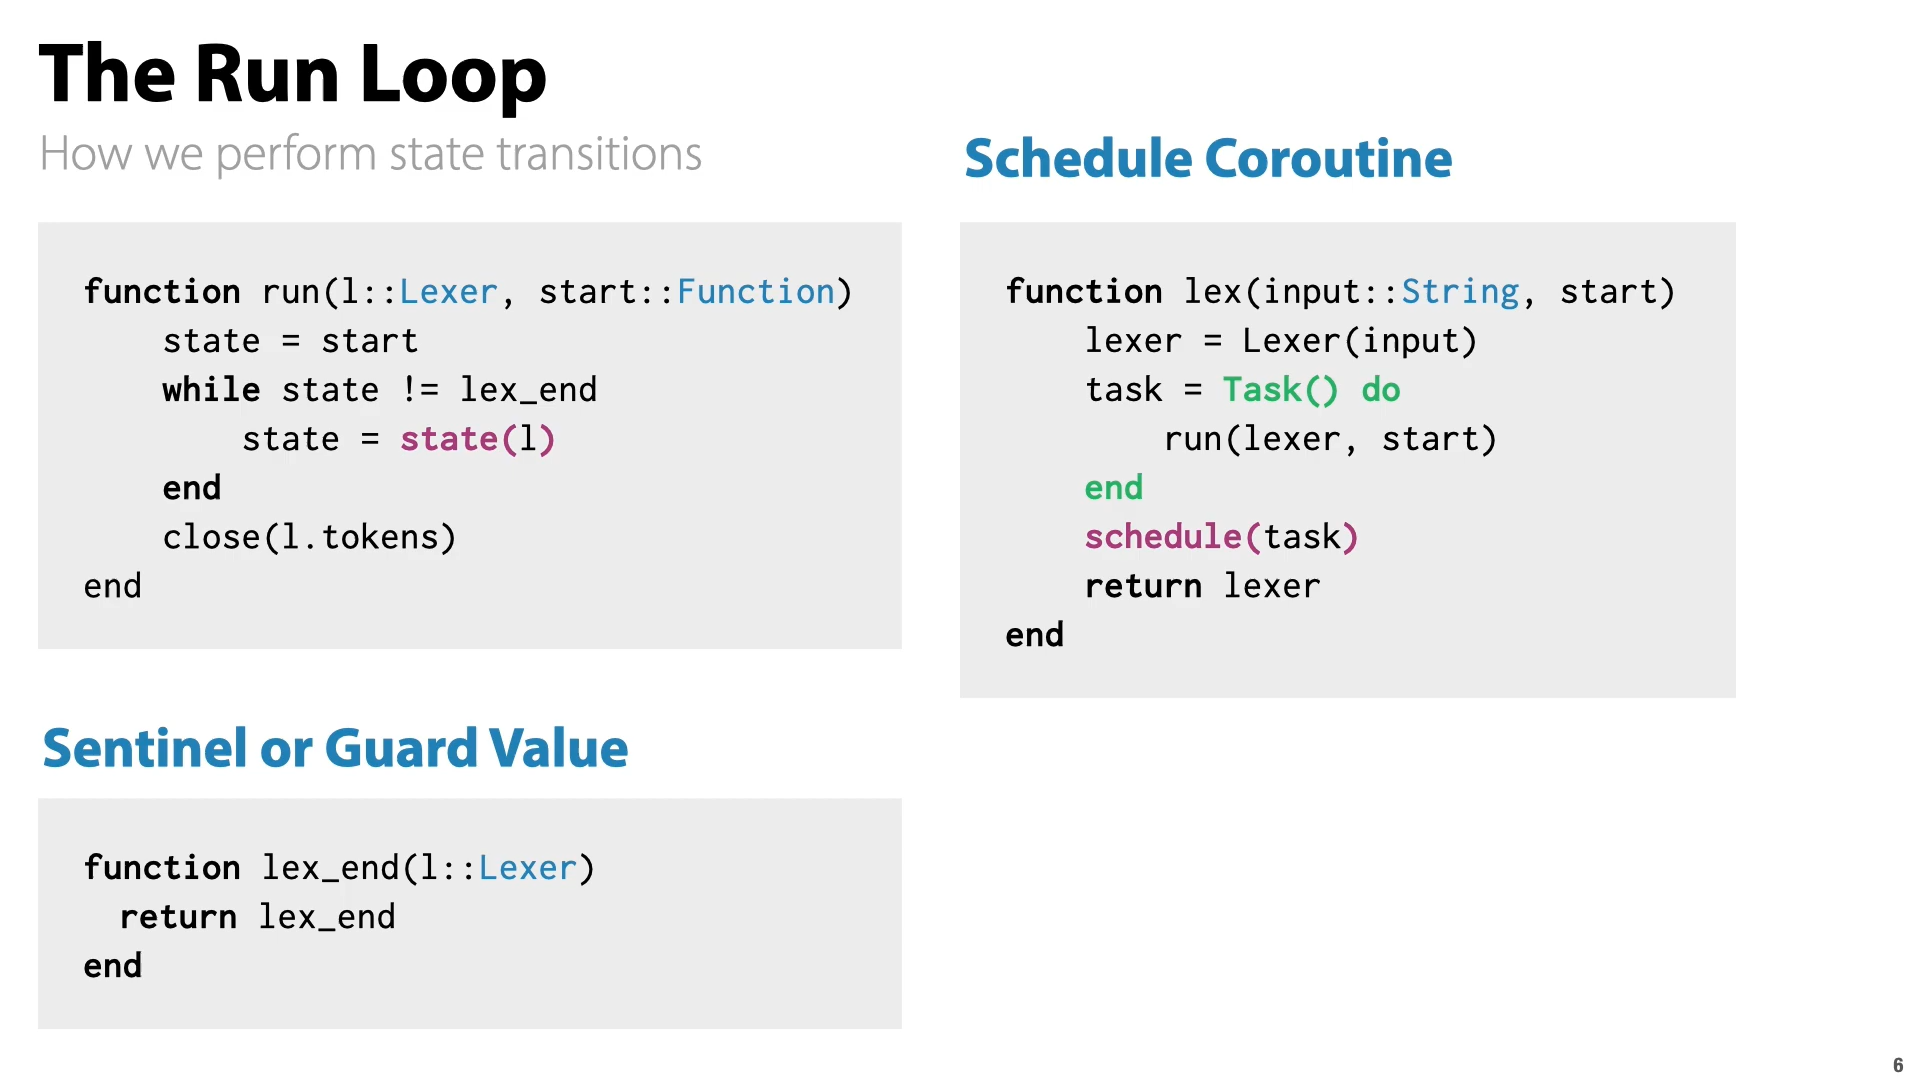 The Run Loop
How we perform state transitions
function run(l::Lexer, start::Function)
    state = start
    while state != lex_end
        state = state(l)
    end
    close(l.tokens)
end
Sentinel or Guard Value
function lex_end(l::Lexer)
  return lex_end
end
Schedule Coroutine
function lex(input::String, start)
    lexer = Lexer(input)
    task = Task() do
        run(lexer, start)
    end
    schedule(task)
    return lexer
end
6